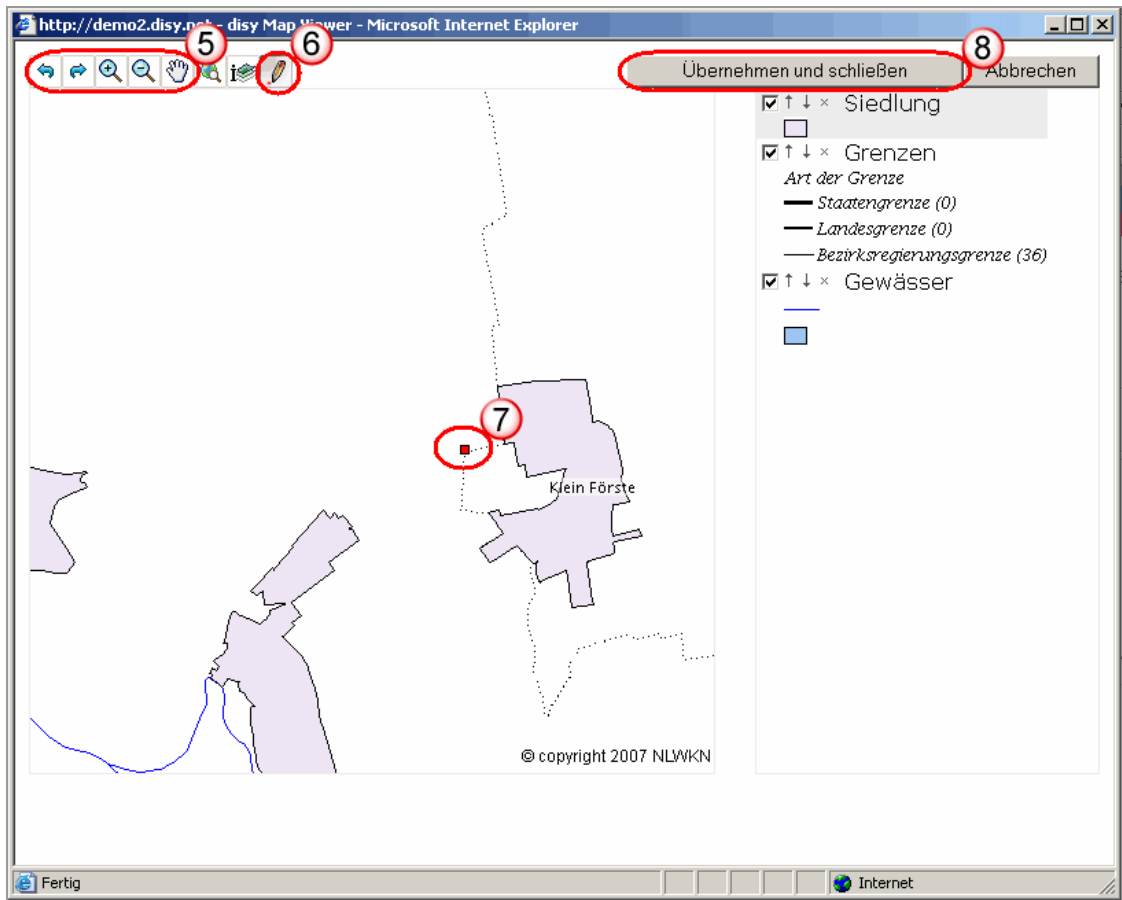 http://demo2.disy.net - disy Map Viewer - Microsoft Internet Explorer
5
6
8
Übernehmen und schließen
Abbrechen
Siedlung
Grenzen
Art der Grenze
Staatengrenze (0)
Landesgrenze (0)
Bezirksregierungsgrenze (36)
Gewässer
7
Klein Förste
© copyright 2007 NLWKN
Fertig
Internet